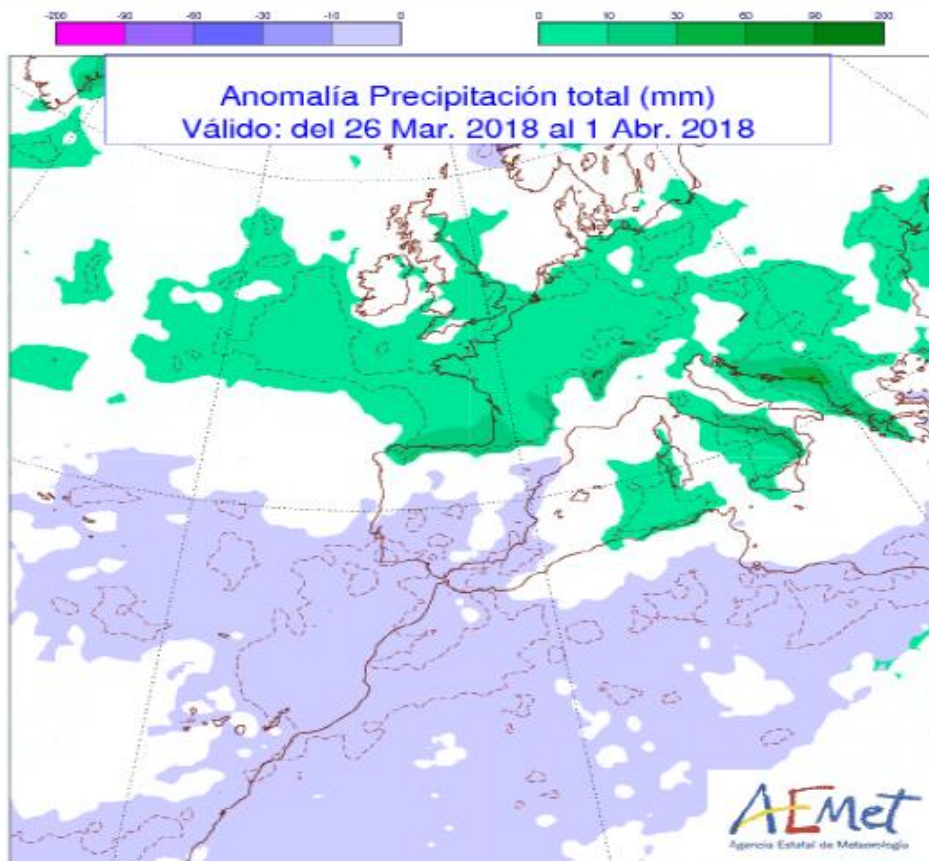 -200 -90 -60 -30 -10 0 0 10 30 60 90 200
Anomalía Precipitación total (mm)
Válido: del 26 Mar. 2018 al 1 Abr. 2018
AEMet
Agencia Estatal de Meteorología